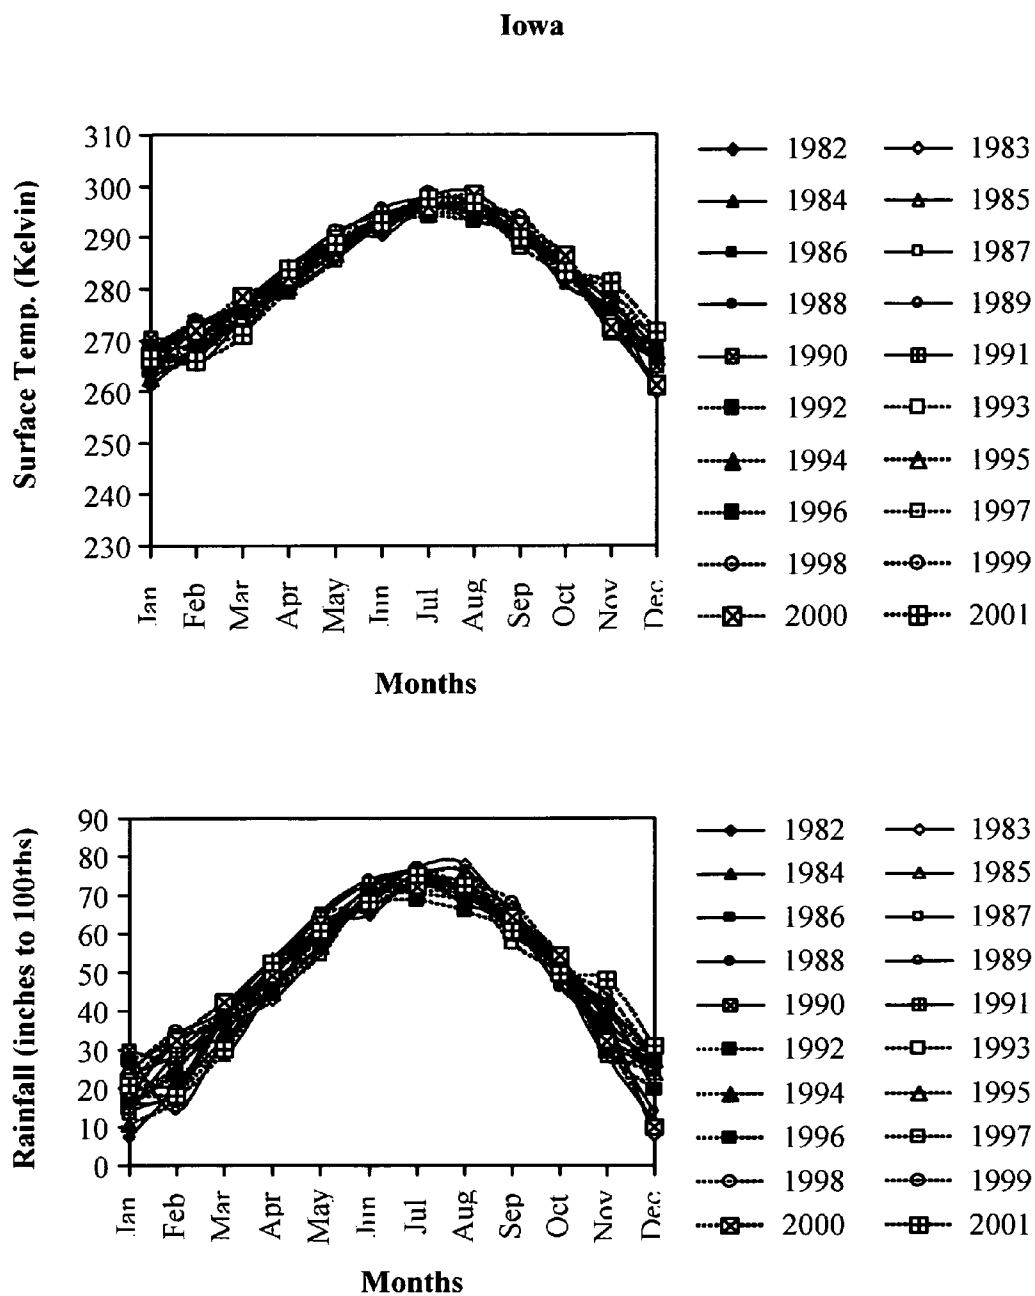 Iowa
Surface Temp. (Kelvin)
310
300
290
280
270
260
250
240
230
Jan
Feb
Mar
Apr
May
Jun
Jul
Aug
Sep
Oct
Nov
Dec
Months
1982 1983
1984 1985
1986 1987
1988 1989
1990 1991
1992 1993
1994 1995
1996 1997
1998 1999
2000 2001
Rainfall (inches to 100ths)
90
80
70
60
50
40
30
20
10
0
Jan
Feb
Mar
Apr
May
Jun
Jul
Aug
Sep
Oct
Nov
Dec
Months
1982 1983
1984 1985
1986 1987
1988 1989
1990 1991
1992 1993
1994 1995
1996 1997
1998 1999
2000 2001